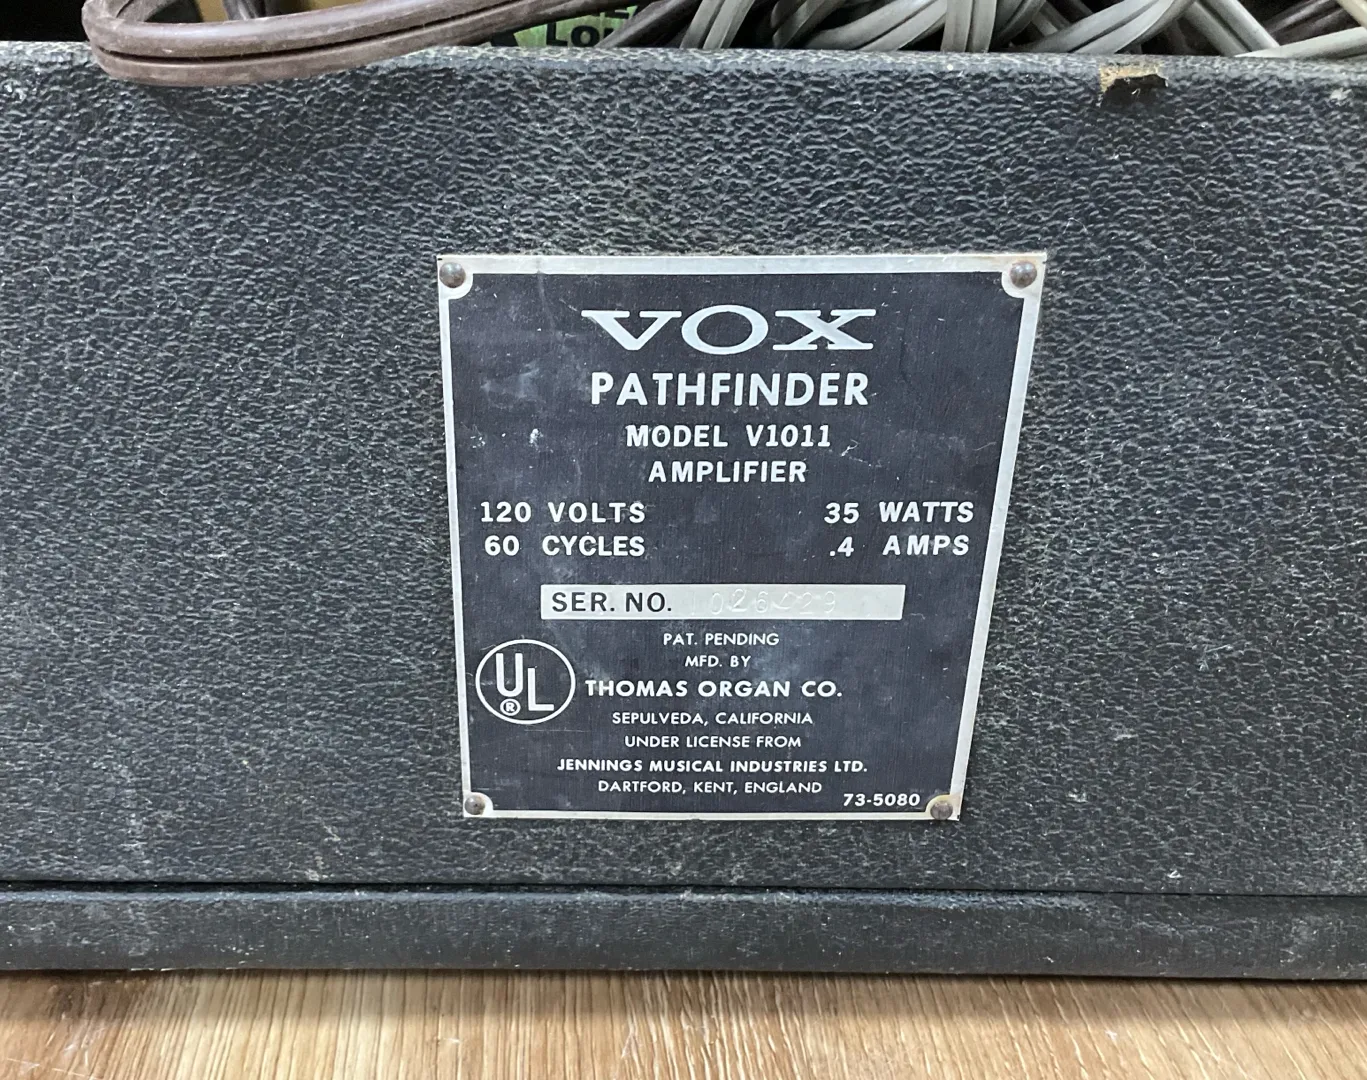 VOX
PATHFINDER
MODEL V1011
AMPLIFIER
120 VOLTS 35 WATTS
60 CYCLES .4 AMPS
SER. NO.
PAT. PENDING
MFD. BY
UL ®
THOMAS ORGAN CO.
SEPULVEDA, CALIFORNIA
UNDER LICENSE FROM
JENNINGS MUSICAL INDUSTRIES LTD.
DARTFORD, KENT, ENGLAND
73-5080